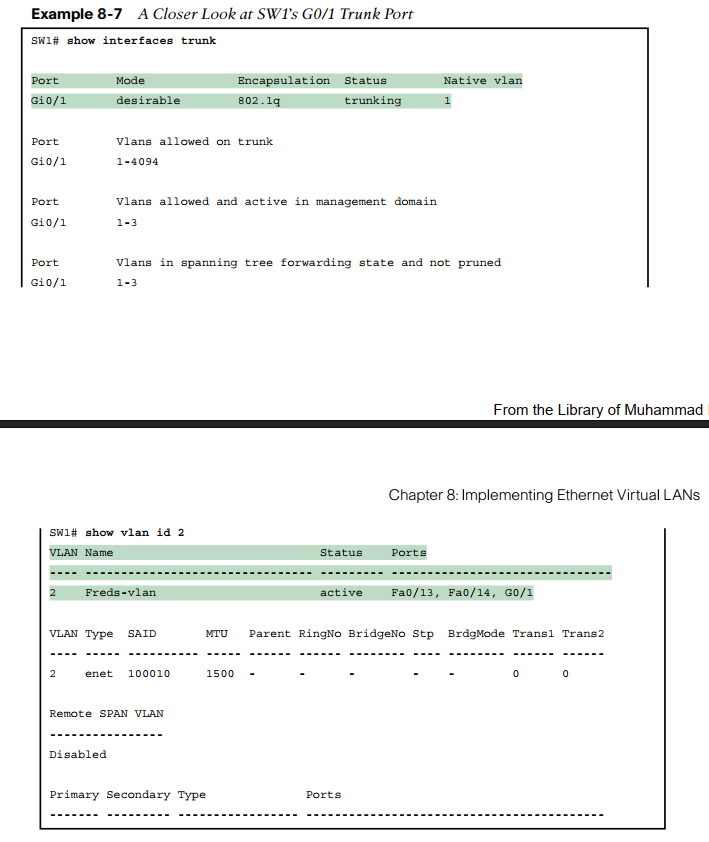 Example 8-7 A Closer Look at SW1's G0/1 Trunk Port
SW1# show interfaces trunk
Port Mode Encapsulation Status Native vlan
Gi0/1 desirable 802.1q trunking 1
Port Vlans allowed on trunk
Gi0/1 1-4094
Port Vlans allowed and active in management domain
Gi0/1 1-3
Port Vlans in spanning tree forwarding state and not pruned
Gi0/1 1-3
From the Library of Muhammad
Chapter 8: Implementing Ethernet Virtual LANs
SW1# show vlan id 2
VLAN Name Status Ports
---- -------------------------------- --------- -------------------------------
2 Freds-vlan active Fa0/13, Fa0/14, G0/1
VLAN Type SAID MTU Parent RingNo BridgeNo Stp BrdgMode Trans1 Trans2
---- ----- ---------- ----- ------ ------ -------- ---- -------- ------ ------
2 enet 100010 1500 - - - - - 0 0
Remote SPAN VLAN
----------------
Disabled
Primary Secondary Type Ports
------- --------- ----------------- ------------------------------------------